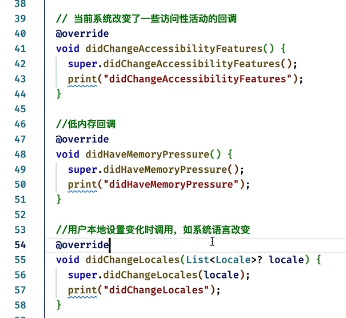 38
39 // 当前系统改变了一些访问性活动的回调
40 @override
41 void didChangeAccessibilityFeatures() {
42 super.didChangeAccessibilityFeatures();
43 print("didChangeAccessibilityFeatures");
44 }
45
46 //低内存回调
47 @override
48 void didHaveMemoryPressure() {
49 super.didHaveMemoryPressure();
50 print("didHaveMemoryPressure");
51 }
52
53 //用户本地设置变化时调用，如系统语言改变
54 @override
55 void didChangeLocales(List<Locale>? locale) {
56 super.didChangeLocales(locale);
57 print("didChangeLocales");
58 }